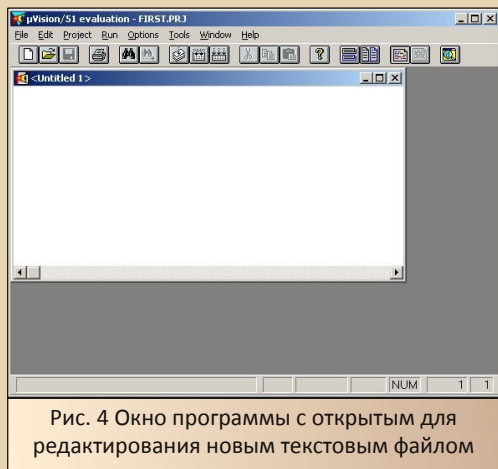 µVision/51 evaluation - FIRST.PRJ
File Edit Project Run Options Tools Window Help
<Untitled 1>
NUM 1 1
Рис. 4 Окно программы с открытым для
редактирования новым текстовым файлом